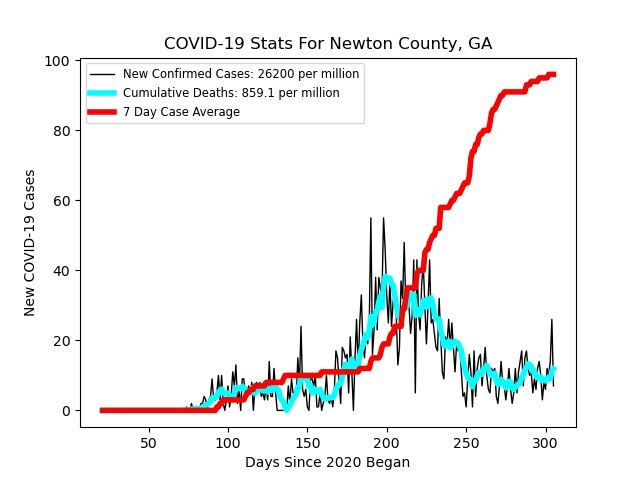 COVID-19 Stats For Newton County, GA
New Confirmed Cases: 26200 per million
Cumulative Deaths: 859.1 per million
7 Day Case Average
New COVID-19 Cases
100
80
60
40
20
0
50 100 150 200 250 300
Days Since 2020 Began